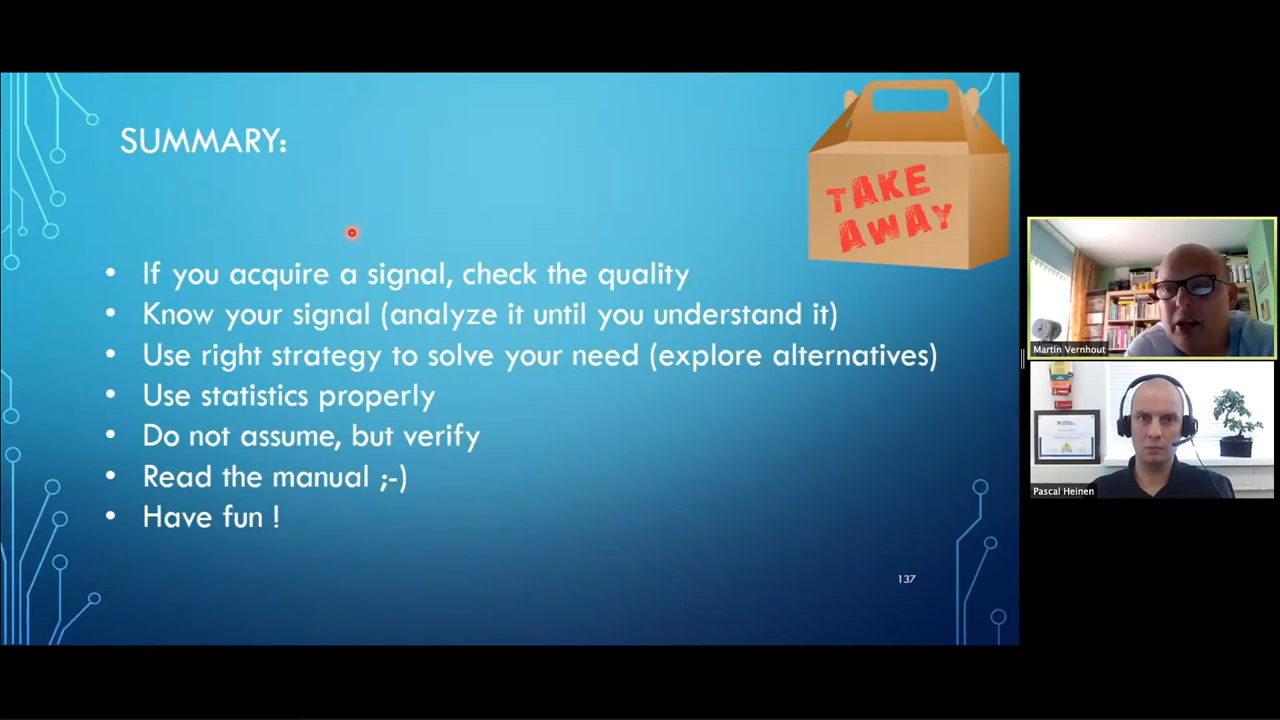 SUMMARY:
TAKE
AWAY
• If you acquire a signal, check the quality
• Know your signal (analyze it until you understand it)
• Use right strategy to solve your need (explore alternatives)
• Use statistics properly
• Do not assume, but verify
• Read the manual ;-)
• Have fun !
137
Martin Vernhout
Pascal Heinen